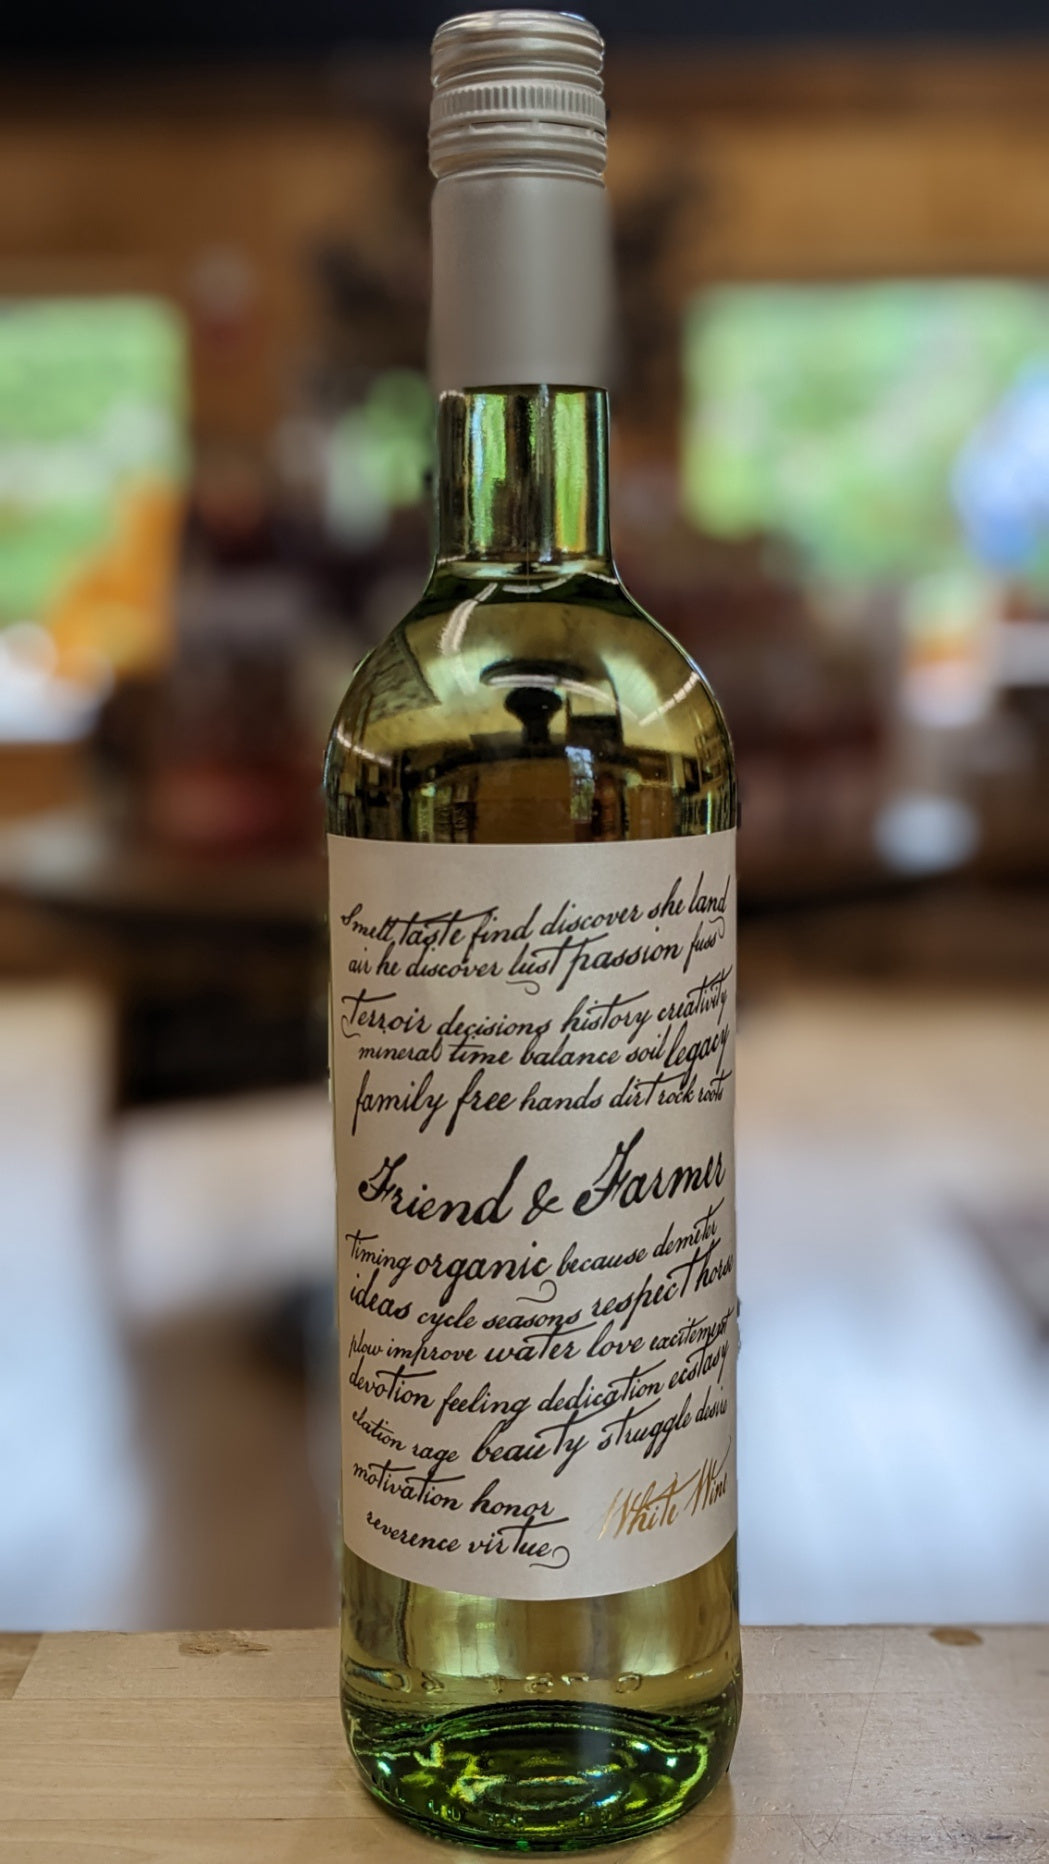 Smell taste find discover she land
air he discover lust passion fuss
terroir decisions history creativity
mineral time balance soil legacy
family free hands dirt rock roots
Friend & Farmer
timing organic because demeter
ideas cycle seasons respect horse
plow improve water love excitement
devotion feeling dedication ecstasy
elation rage beauty struggle desire
motivation honor
reverence virtue
White Wine